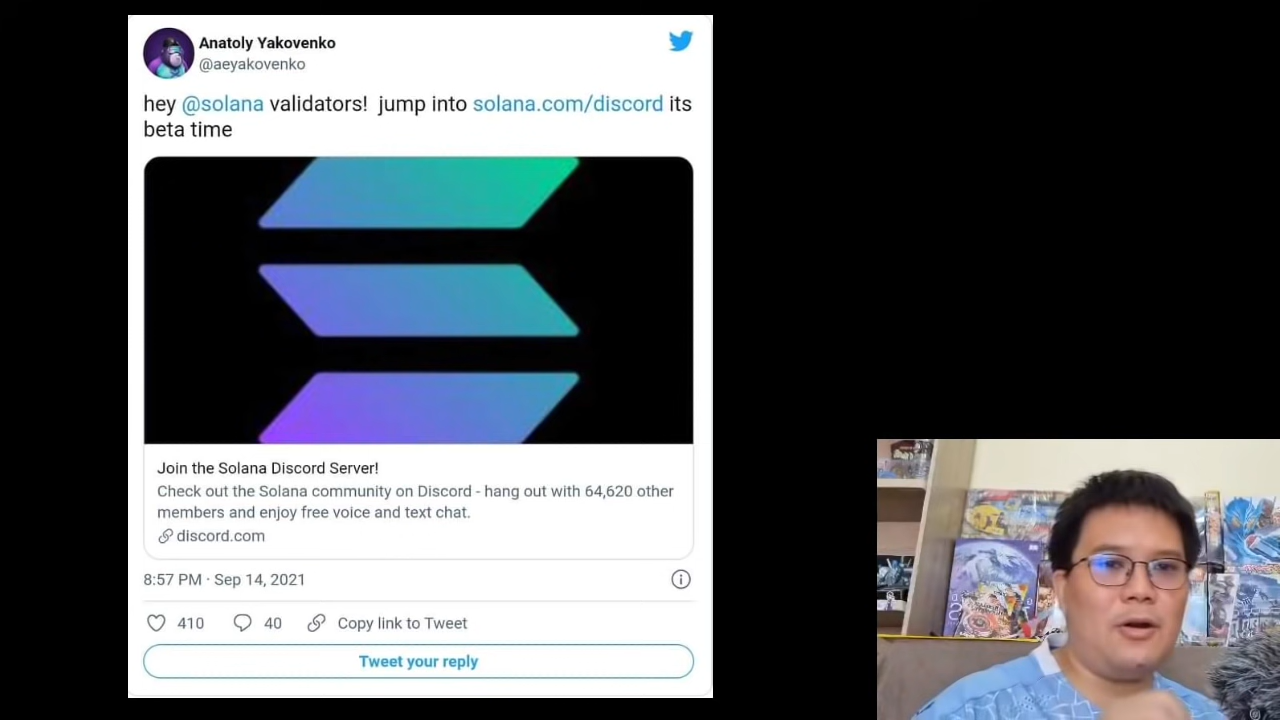 Anatoly Yakovenko
@aeyakovenko
hey @solana validators! jump into solana.com/discord its
beta time
Join the Solana Discord Server!
Check out the Solana community on Discord - hang out with 64,620 other
members and enjoy free voice and text chat.
discord.com
8:57 PM · Sep 14, 2021
410 40 Copy link to Tweet
Tweet your reply